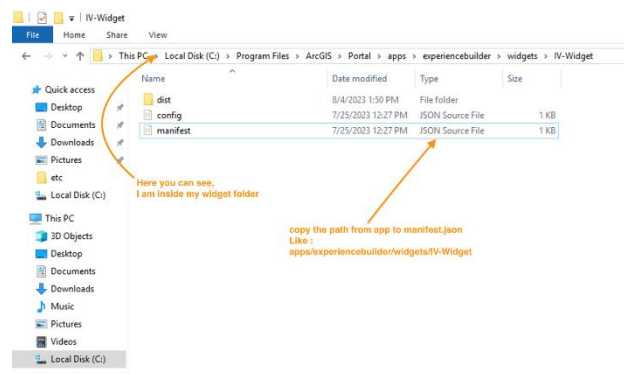 IV-Widget
File Home Share View
This PC > Local Disk (C:) > Program Files > ArcGIS > Portal > apps > experiencebuilder > widgets > IV-Widget
Name Date modified Type Size
Quick access
Desktop
Documents
Downloads
Pictures
etc
Local Disk (C:)
This PC
3D Objects
Desktop
Documents
Downloads
Music
Pictures
Videos
Local Disk (C:)
dist 8/4/2023 1:50 PM File folder
config 7/25/2023 12:27 PM JSON Source File 1 KB
manifest 7/25/2023 12:27 PM JSON Source File 1 KB
Here you can see,
I am inside my widget folder
copy the path from app to manifest.json
Like :
apps/experiencebuilder/widgets/IV-Widget